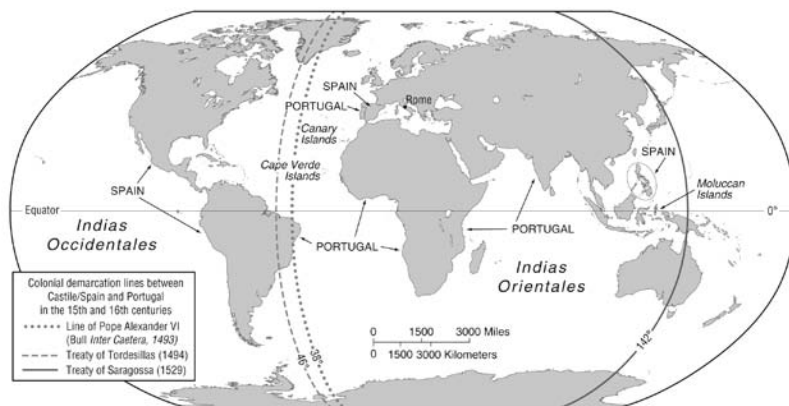 SPAIN
Rome
PORTUGAL
Canary
Islands
Cape Verde
Islands
SPAIN
SPAIN
Moluccan
Islands
Equator
0°
Indias
Occidentales
PORTUGAL
PORTUGAL
Indias
Orientales
Colonial demarcation lines between
Castile/Spain and Portugal
in the 15th and 16th centuries
Line of Pope Alexander VI
(Bull Inter Caetera, 1493)
Treaty of Tordesillas (1494)
Treaty of Saragossa (1529)
46°
38°
0 1500 3000 Miles
0 1500 3000 Kilometers
142°